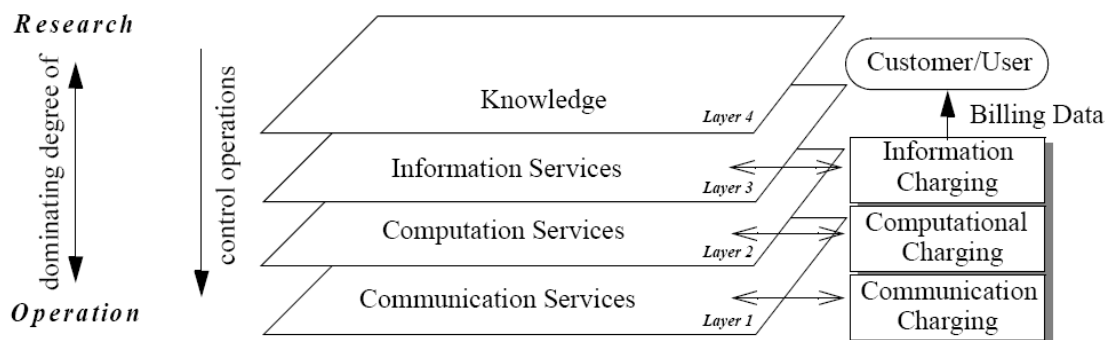 Research
dominating degree of
Operation
control operations
Knowledge
Layer 4
Information Services
Layer 3
Computation Services
Layer 2
Communication Services
Layer 1
Customer/User
Billing Data
Information
Charging
Computational
Charging
Communication
Charging